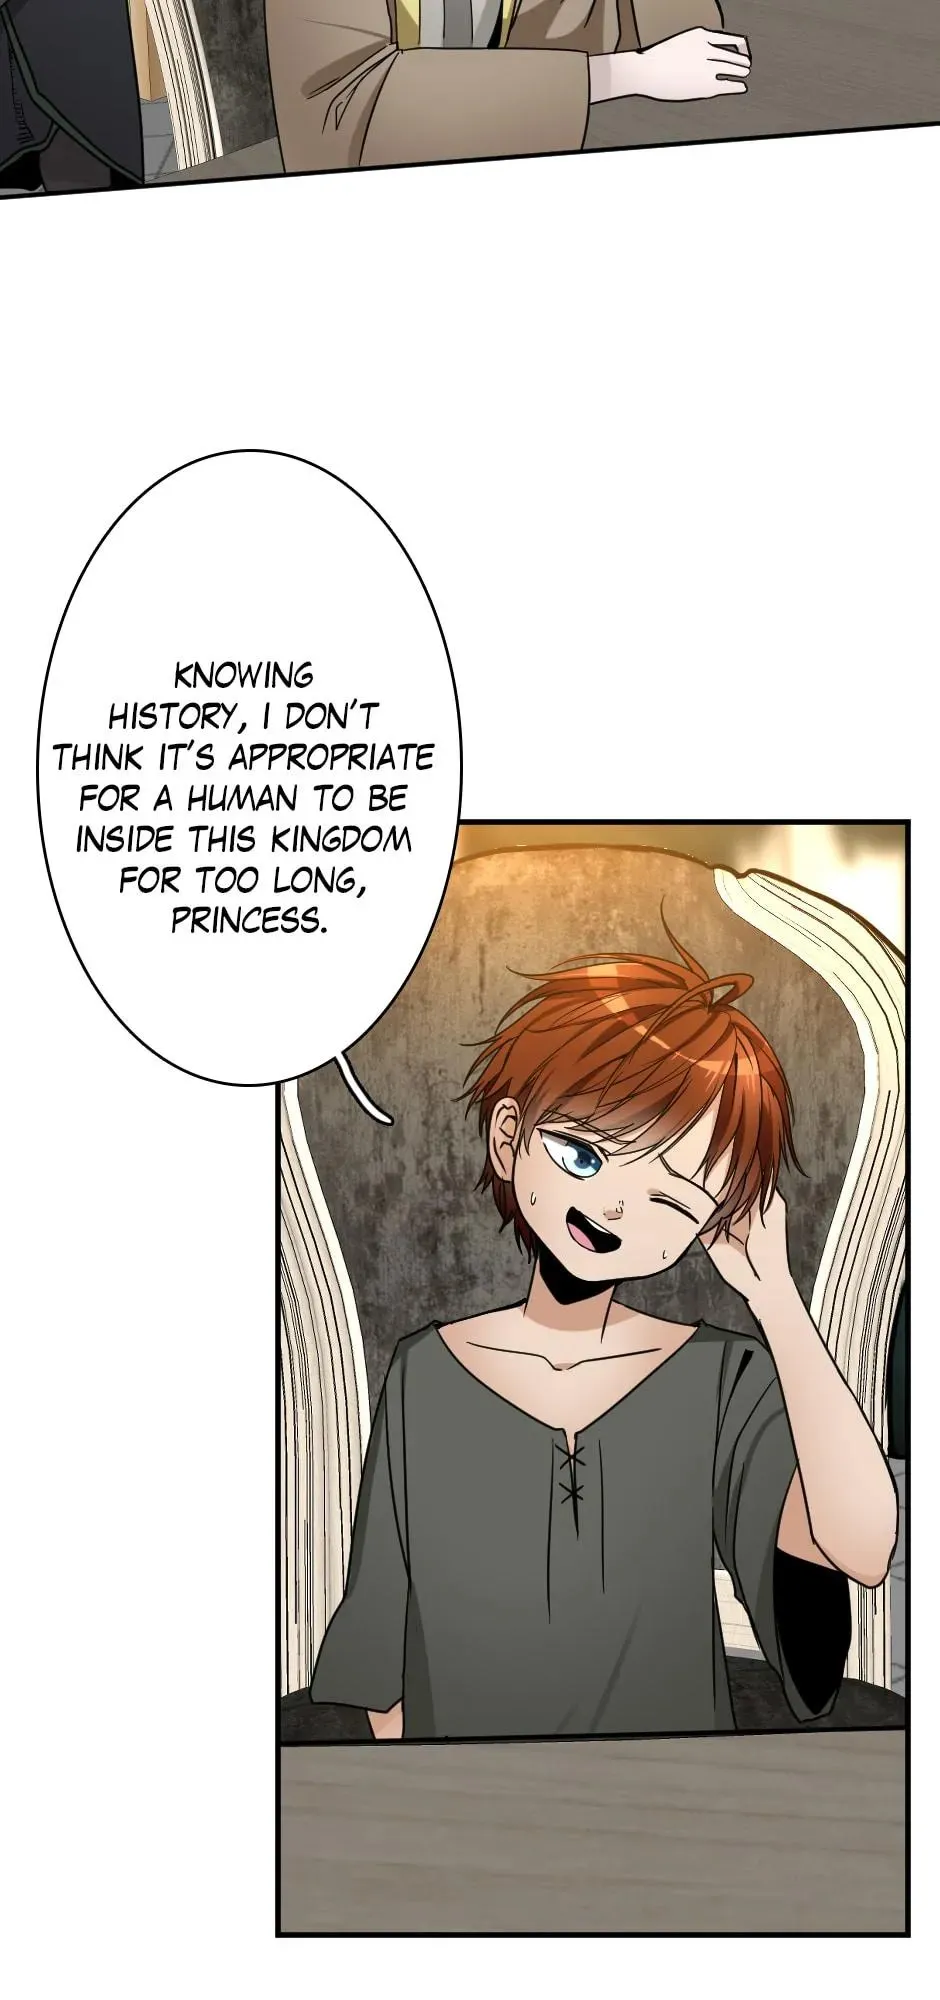 KNOWING
HISTORY, I DON'T
THINK IT'S APPROPRIATE
FOR A HUMAN TO BE
INSIDE THIS KINGDOM
FOR TOO LONG,
PRINCESS.